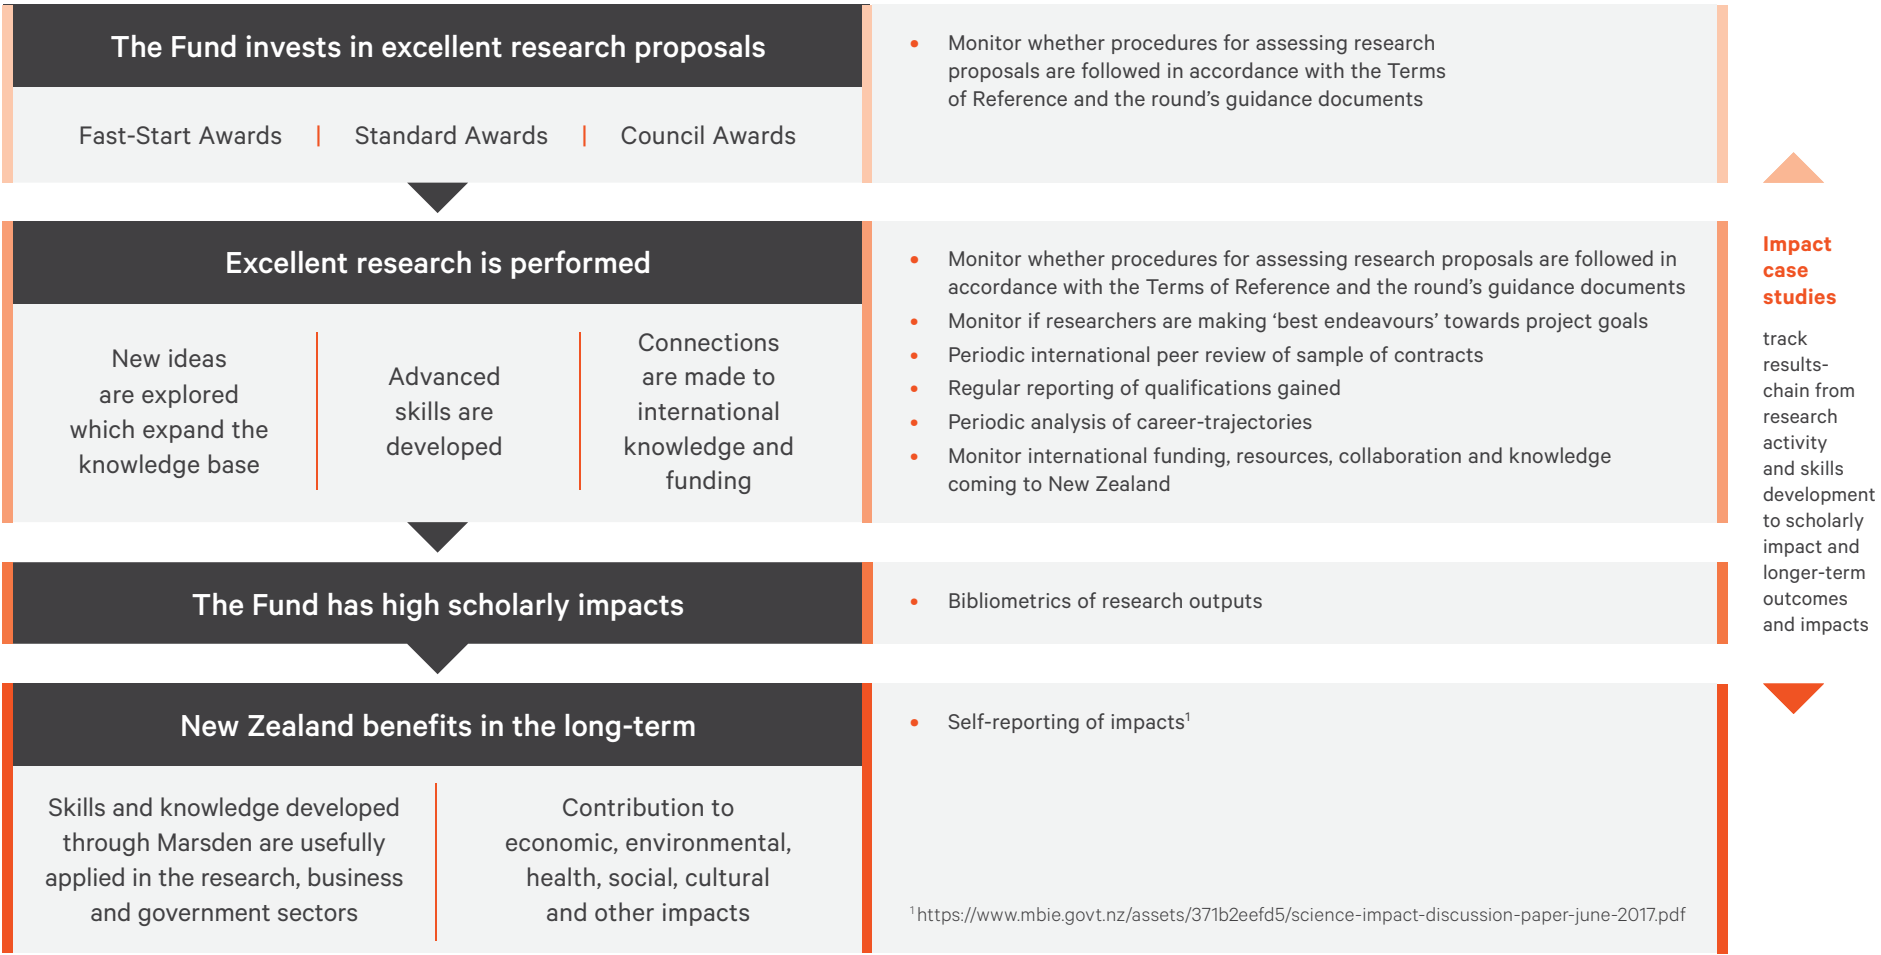 The Fund invests in excellent research proposals
Fast-Start Awards | Standard Awards | Council Awards
• Monitor whether procedures for assessing research
proposals are followed in accordance with the Terms
of Reference and the round’s guidance documents
Excellent research is performed
New ideas
are explored
which expand the
knowledge base
Advanced
skills are
developed
Connections
are made to
international
knowledge and
funding
• Monitor whether procedures for assessing research proposals are followed in
accordance with the Terms of Reference and the round’s guidance documents
• Monitor if researchers are making ‘best endeavours’ towards project goals
• Periodic international peer review of sample of contracts
• Regular reporting of qualifications gained
• Periodic analysis of career-trajectories
• Monitor international funding, resources, collaboration and knowledge
coming to New Zealand
The Fund has high scholarly impacts
• Bibliometrics of research outputs
New Zealand benefits in the long-term
Skills and knowledge developed
through Marsden are usefully
applied in the research, business
and government sectors
Contribution to
economic, environmental,
health, social, cultural
and other impacts
• Self-reporting of impacts¹
¹ https://www.mbie.govt.nz/assets/371b2eefd5/science-impact-discussion-paper-june-2017.pdf
Impact
case
studies
track
results-
chain from
research
activity
and skills
development
to scholarly
impact and
longer-term
outcomes
and impacts